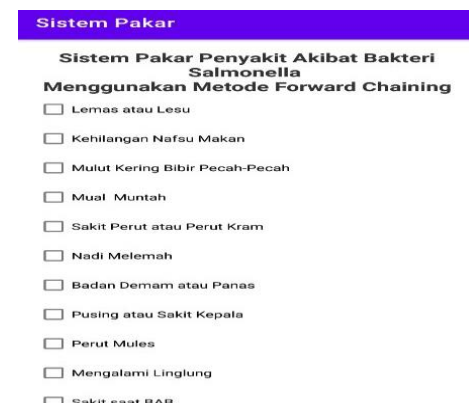 Sistem Pakar
Sistem Pakar Penyakit Akibat Bakteri
Salmonella
Menggunakan Metode Forward Chaining
Lemas atau Lesu
Kehilangan Nafsu Makan
Mulut Kering Bibir Pecah-Pecah
Mual Muntah
Sakit Perut atau Perut Kram
Nadi Melemah
Badan Demam atau Panas
Pusing atau Sakit Kepala
Perut Mules
Mengalami Linglung
Sakit saat BAB